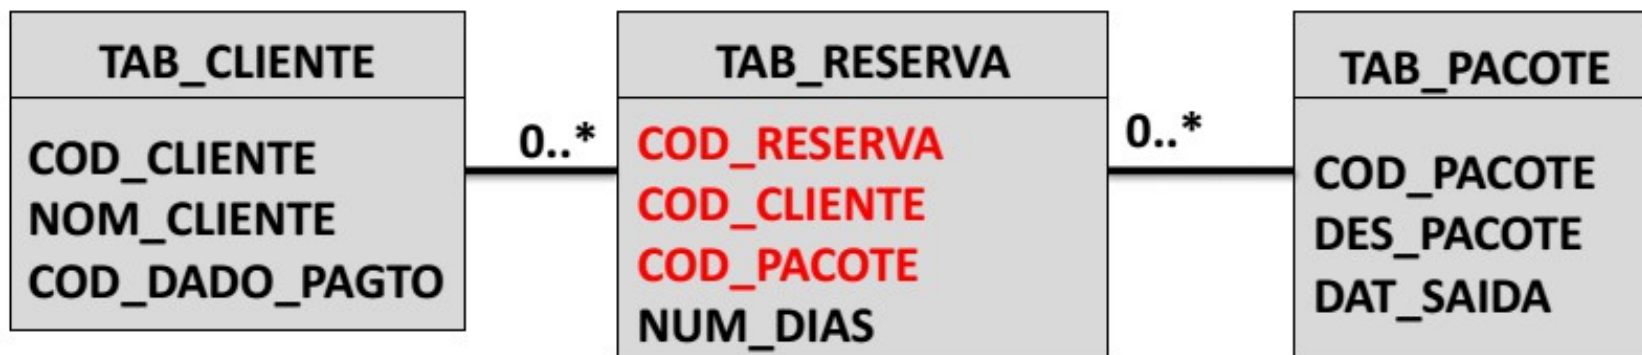 TAB_CLIENTE
COD_CLIENTE
NOM_CLIENTE
COD_DADO_PAGTO
0..*
TAB_RESERVA
COD_RESERVA
COD_CLIENTE
COD_PACOTE
NUM_DIAS
0..*
TAB_PACOTE
COD_PACOTE
DES_PACOTE
DAT_SAIDA